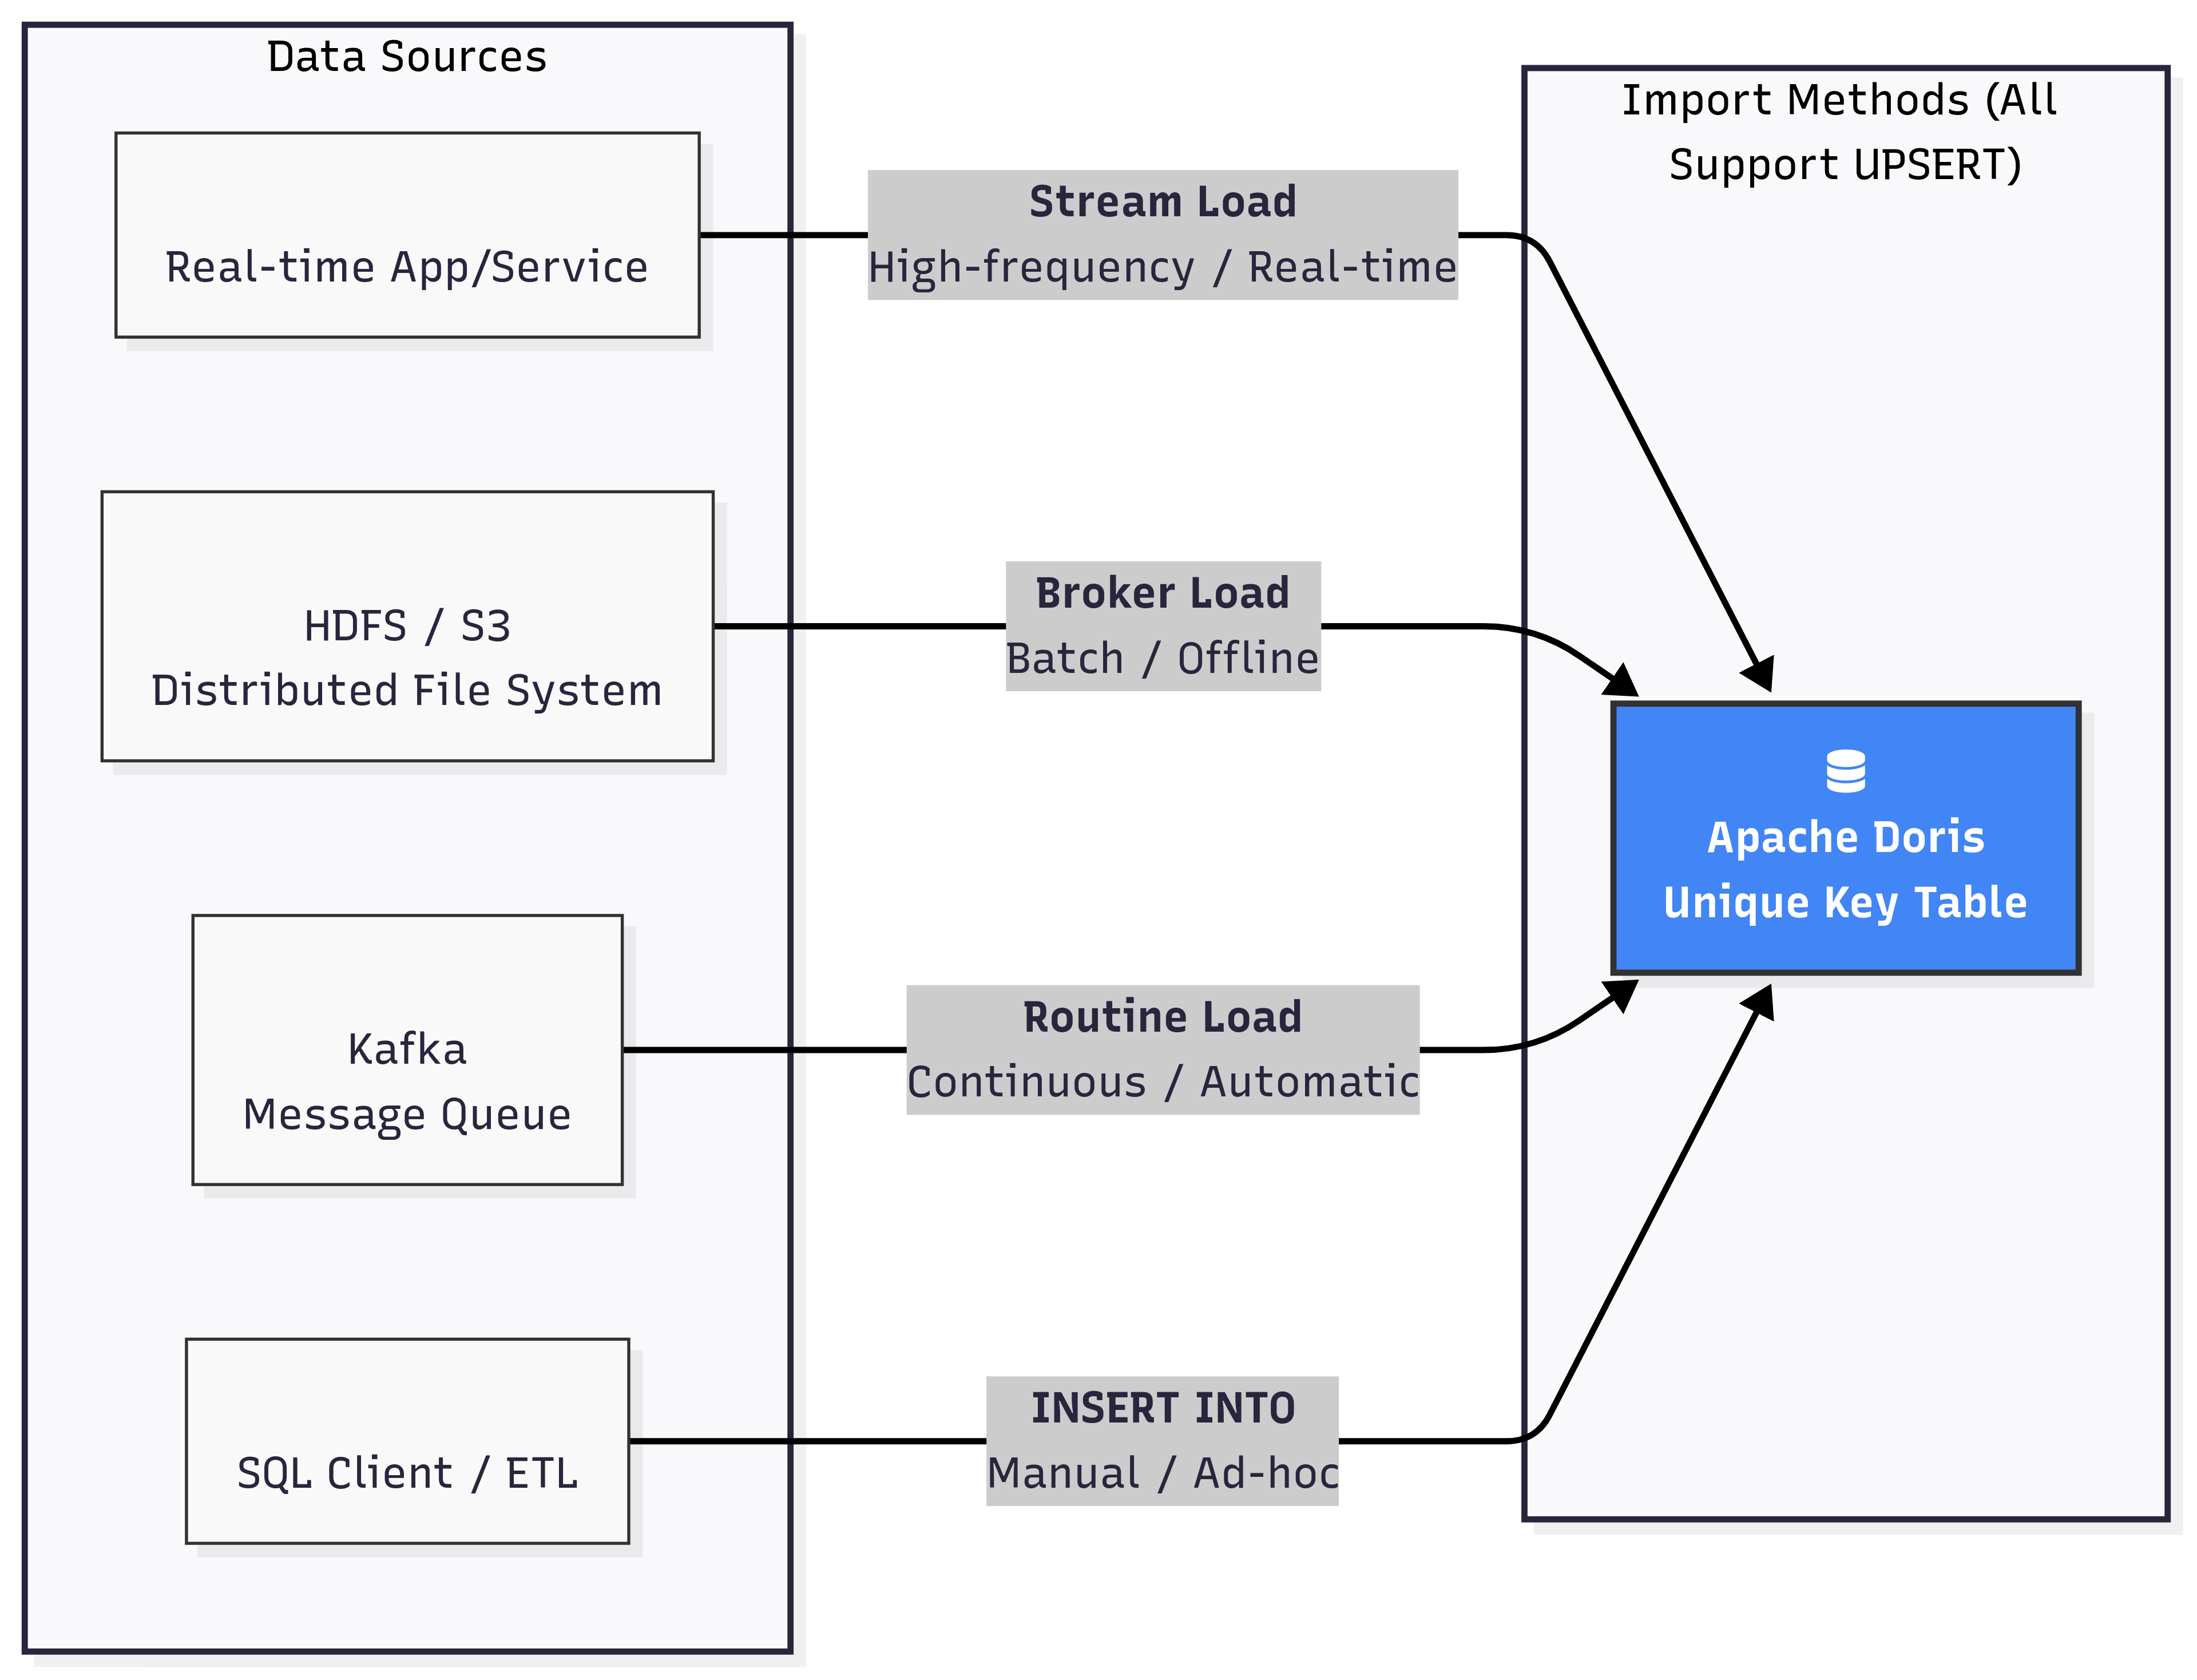 Data Sources
Real-time App/Service
HDFS / S3
Distributed File System
Kafka
Message Queue
SQL Client / ETL
Stream Load
High-frequency / Real-time
Broker Load
Batch / Offline
Routine Load
Continuous / Automatic
INSERT INTO
Manual / Ad-hoc
Import Methods (All
Support UPSERT)
Apache Doris
Unique Key Table